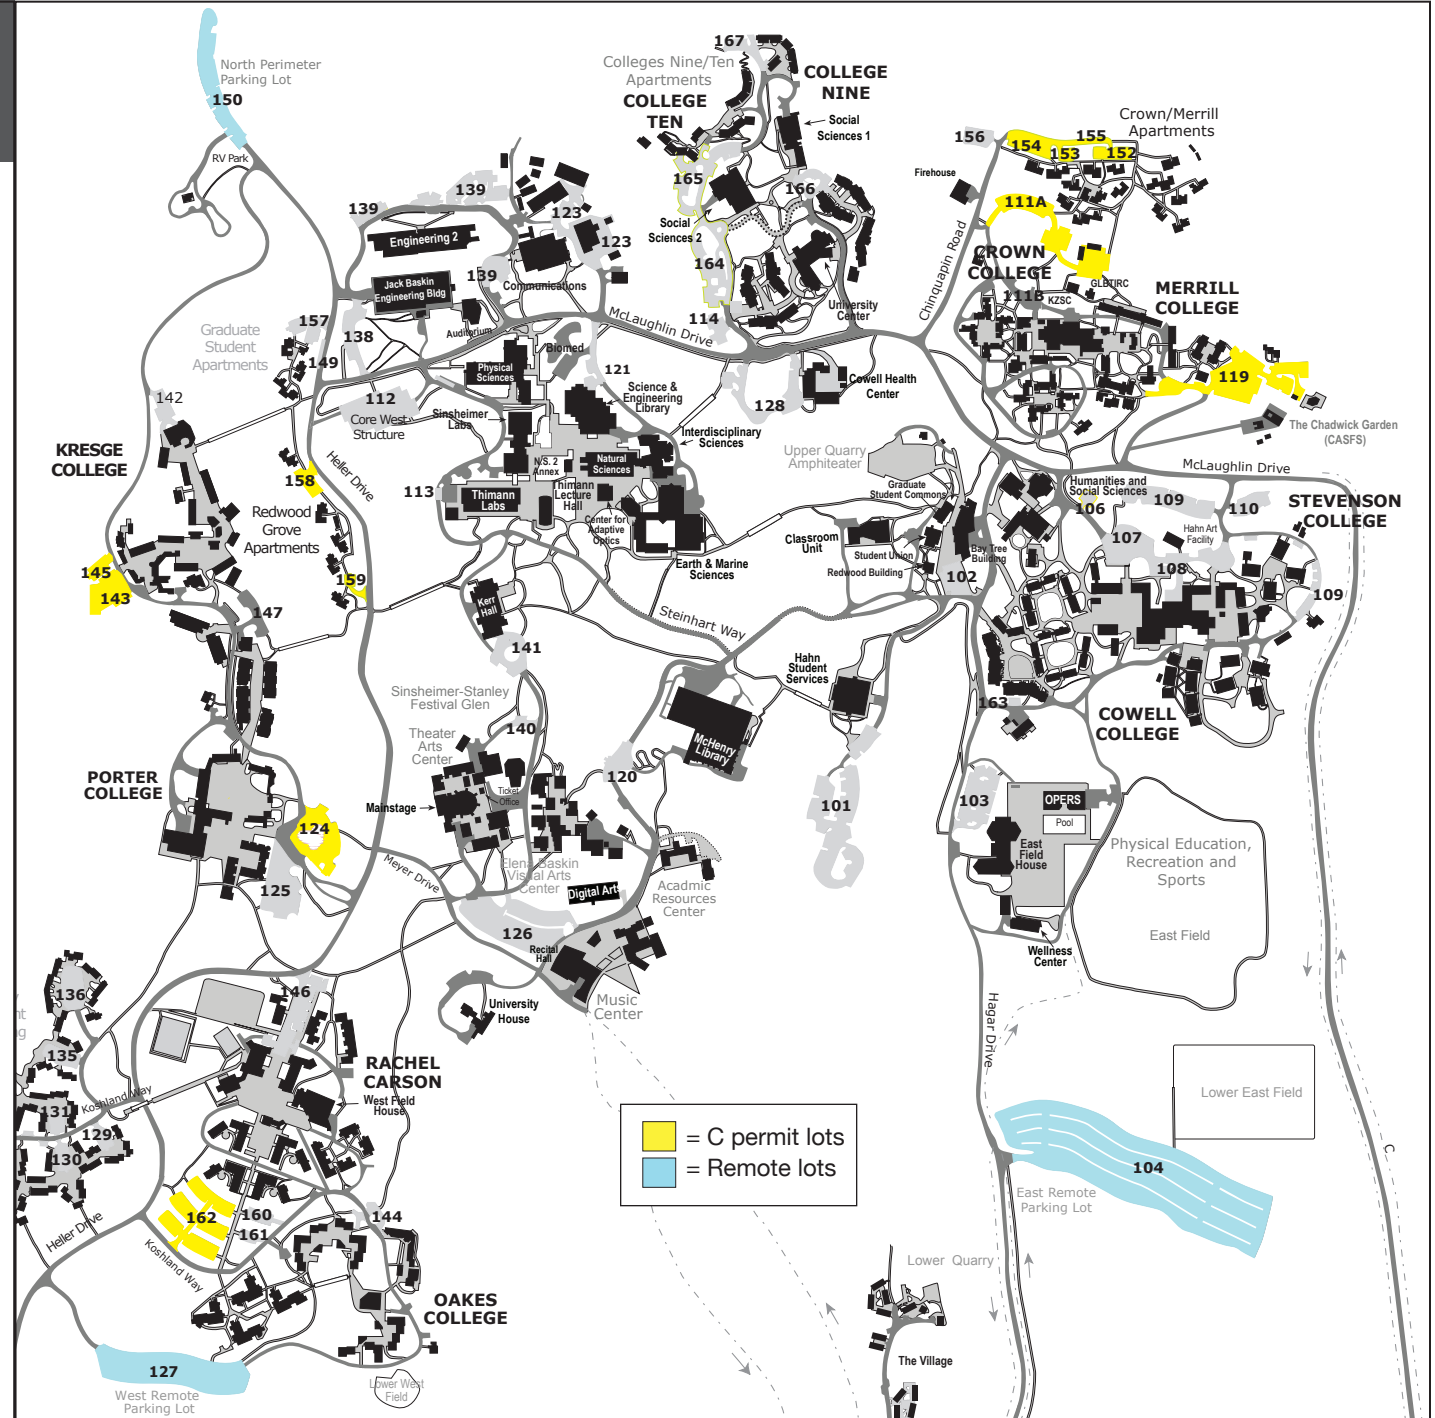 North Perimeter
Parking Lot
150
RV Park
167
Colleges Nine/Ten
Apartments
COLLEGE
TEN
COLLEGE
NINE
Social
Sciences 1
156
154
155
153
152
Crown/Merrill
Apartments
Firehouse
111A
165
166
Social
Sciences 2
164
139
139
123
123
Engineering 2
139
Communications
Jack Baskin
Engineering Bldg
Auditorium
McLaughlin Drive
114
University
Center
Chinquapin Road
CROWN
COLLEGE
111B
KZSC
GLBTIRC
MERRILL
COLLEGE
119
The Chadwick Garden
(CASFS)
Graduate
Student
Apartments
157
138
149
Biomed
Physical
Sciences
121
Science &
Engineering
Library
128
Cowell Health
Center
142
112
Core West
Structure
Sinsheimer
Labs
Interdisciplinary
Sciences
KRESGE
COLLEGE
158
Heller Drive
Redwood
Grove
Apartments
N.S. 2
Annex
Natural
Sciences
113
Thimann
Labs
Thimann
Lecture
Hall
Center for
Adaptive
Optics
Earth & Marine
Sciences
Upper Quarry
Amphiteater
Graduate
Student Commons
Classroom
Unit
Student Union
Redwood Building
Bay Tree
Building
102
McLaughlin Drive
Humanities and
Social Sciences
106
109
110
STEVENSON
COLLEGE
107
Hahn Art
Facility
108
109
145
143
159
147
Kerr
Hall
141
Steinhart Way
Hahn
Student
Services
163
COWELL
COLLEGE
Sinsheimer-Stanley
Festival Glen
140
Theater
Arts
Center
McHenry
Library
120
Mainstage
Ticket
Office
PORTER
COLLEGE
124
125
Meyer Drive
Elena Baskin
Visual Arts
Center
Digital Arts
Acadmic
Resources
Center
101
103
OPERS
Pool
East
Field
House
Physical Education,
Recreation and
Sports
East Field
Wellness
Center
126
Recital
Hall
Music
Center
University
House
136
146
135
Koshland Way
131
129
130
RACHEL
CARSON
West Field
House
Hagar Drive
Lower East Field
= C permit lots
= Remote lots
104
East Remote
Parking Lot
C
162
160
161
144
Heller Drive
Koshland Way
OAKES
COLLEGE
Lower Quarry
The Village
127
West Remote
Parking Lot
Lower West
Field